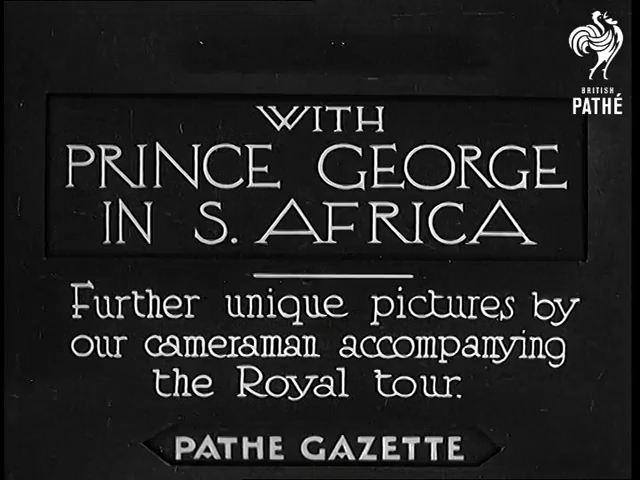 BRITISH
PATHÉ
WITH
PRINCE GEORGE
IN S. AFRICA
Further unique pictures by
our cameraman accompanying
the Royal tour.
PATHE GAZETTE